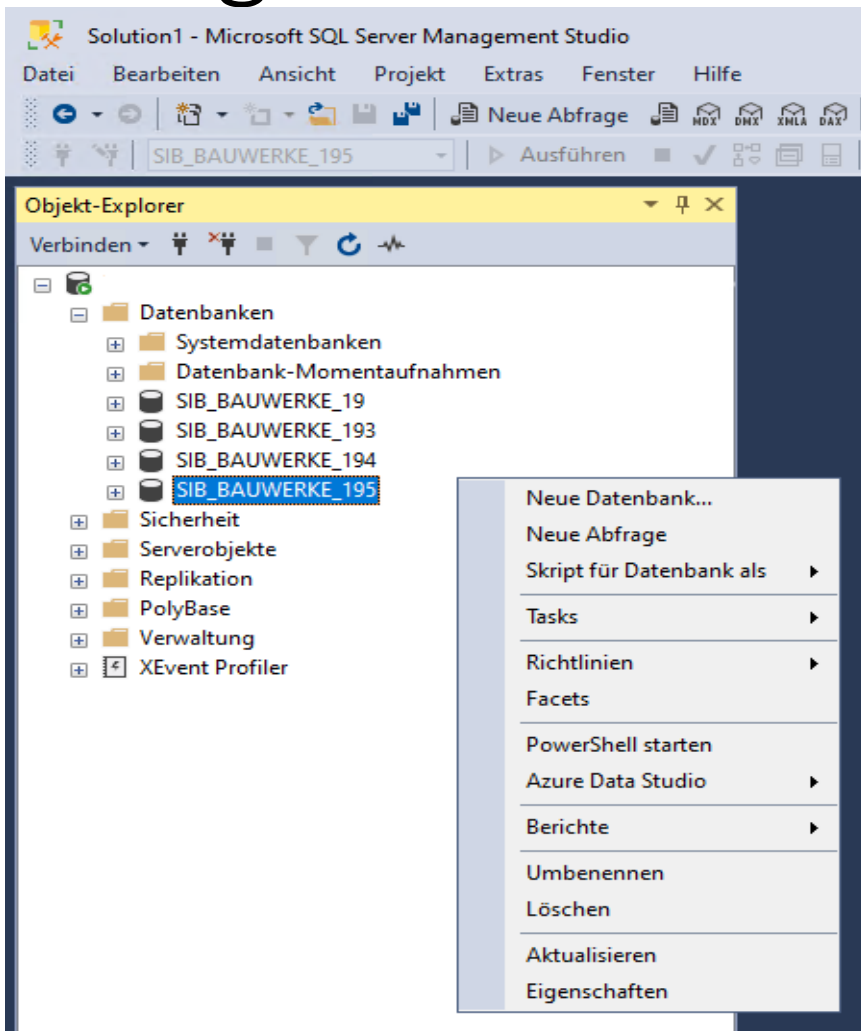 Solution1 - Microsoft SQL Server Management Studio
Datei Bearbeiten Ansicht Projekt Extras Fenster Hilfe
Neue Abfrage MDX DMX XMLA DAX
SIB_BAUWERKE_195 Ausführen
Objekt-Explorer
Verbinden
Datenbanken
Systemdatenbanken
Datenbank-Momentaufnahmen
SIB_BAUWERKE_19
SIB_BAUWERKE_193
SIB_BAUWERKE_194
SIB_BAUWERKE_195
Sicherheit
Serverobjekte
Replikation
PolyBase
Verwaltung
XEvent Profiler
Neue Datenbank...
Neue Abfrage
Skript für Datenbank als
Tasks
Richtlinien
Facets
PowerShell starten
Azure Data Studio
Berichte
Umbenennen
Löschen
Aktualisieren
Eigenschaften